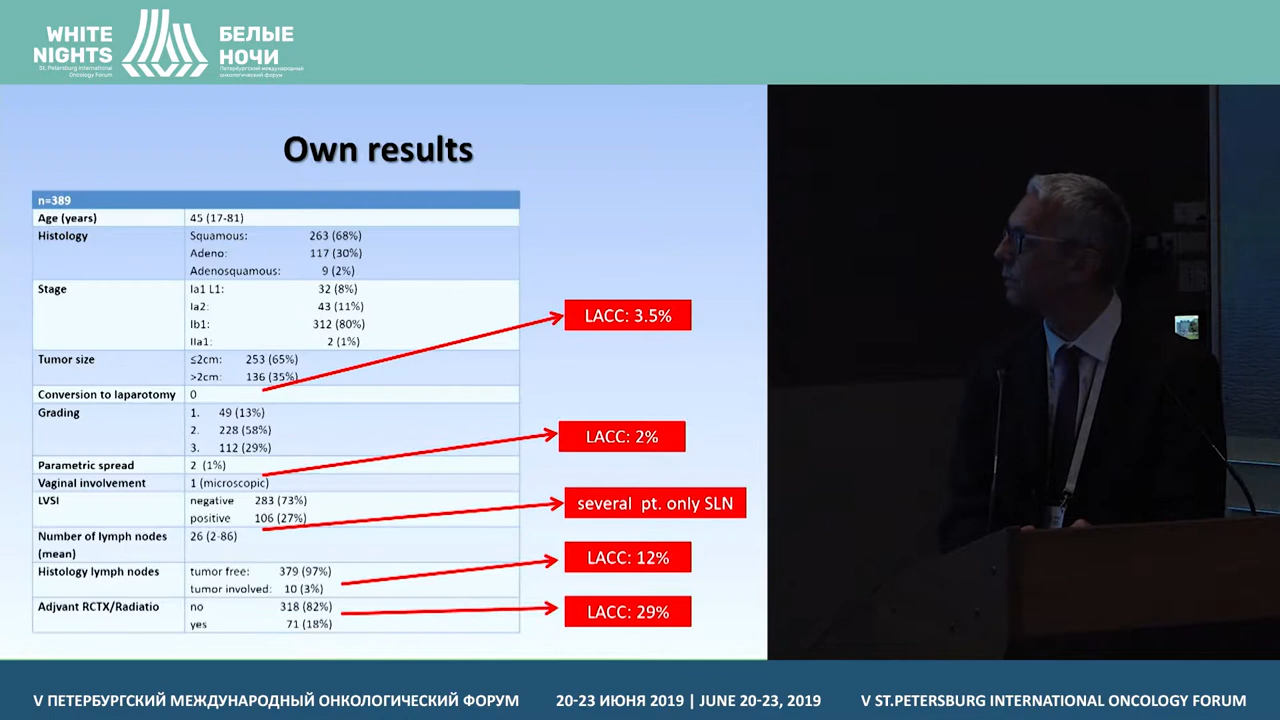 WHITE
NIGHTS
St. Petersburg International
Oncology Forum
БЕЛЫЕ
НОЧИ
Петербургский международный
онкологический форум
Own results
n=389
Age (years) 45 (17-81)
Histology Squamous: 263 (68%)
Adeno: 117 (30%)
Adenosquamous: 9 (2%)
Stage Ia1 L1: 32 (8%)
Ia2: 43 (11%)
Ib1: 312 (80%)
IIa1: 2 (1%)
LACC: 3.5%
Tumor size ≤2cm: 253 (65%)
>2cm: 136 (35%)
Conversion to laparotomy 0
Grading 1. 49 (13%)
2. 228 (58%)
3. 112 (29%)
LACC: 2%
Parametric spread 2 (1%)
Vaginal involvement 1 (microscopic)
LVSI negative 283 (73%)
positive 106 (27%)
several pt. only SLN
Number of lymph nodes 26 (2-86)
(mean)
Histology lymph nodes tumor free: 379 (97%)
tumor involved: 10 (3%)
LACC: 12%
Adjvant RCTX/Radiatio no 318 (82%)
yes 71 (18%)
LACC: 29%
V ПЕТЕРБУРГСКИЙ МЕЖДУНАРОДНЫЙ ОНКОЛОГИЧЕСКИЙ ФОРУМ 20-23 ИЮНЯ 2019 | JUNE 20-23, 2019 V ST.PETERSBURG INTERNATIONAL ONCOLOGY FORUM